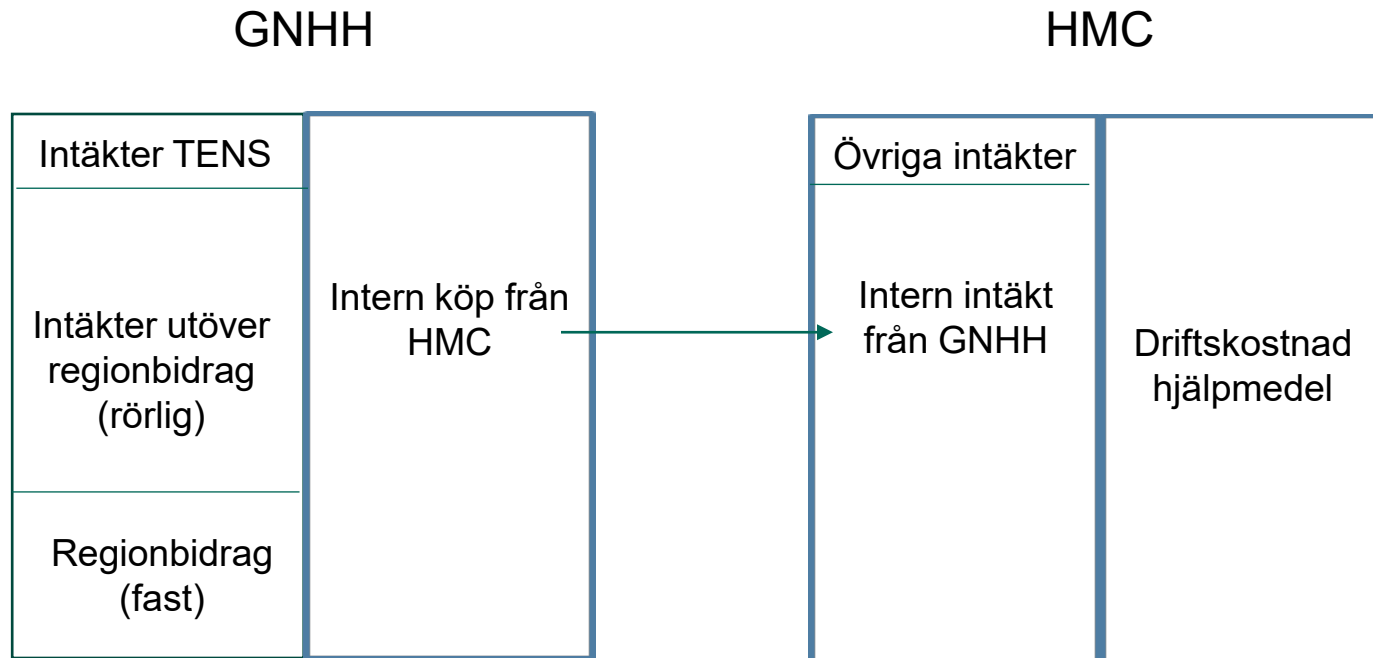 GNHH
HMC
Intäkter TENS
Intäkter utöver
regionbidrag
(rörlig)
Regionbidrag
(fast)
Intern köp från
HMC
Övriga intäkter
Intern intäkt
från GNHH
Driftskostnad
hjälpmedel